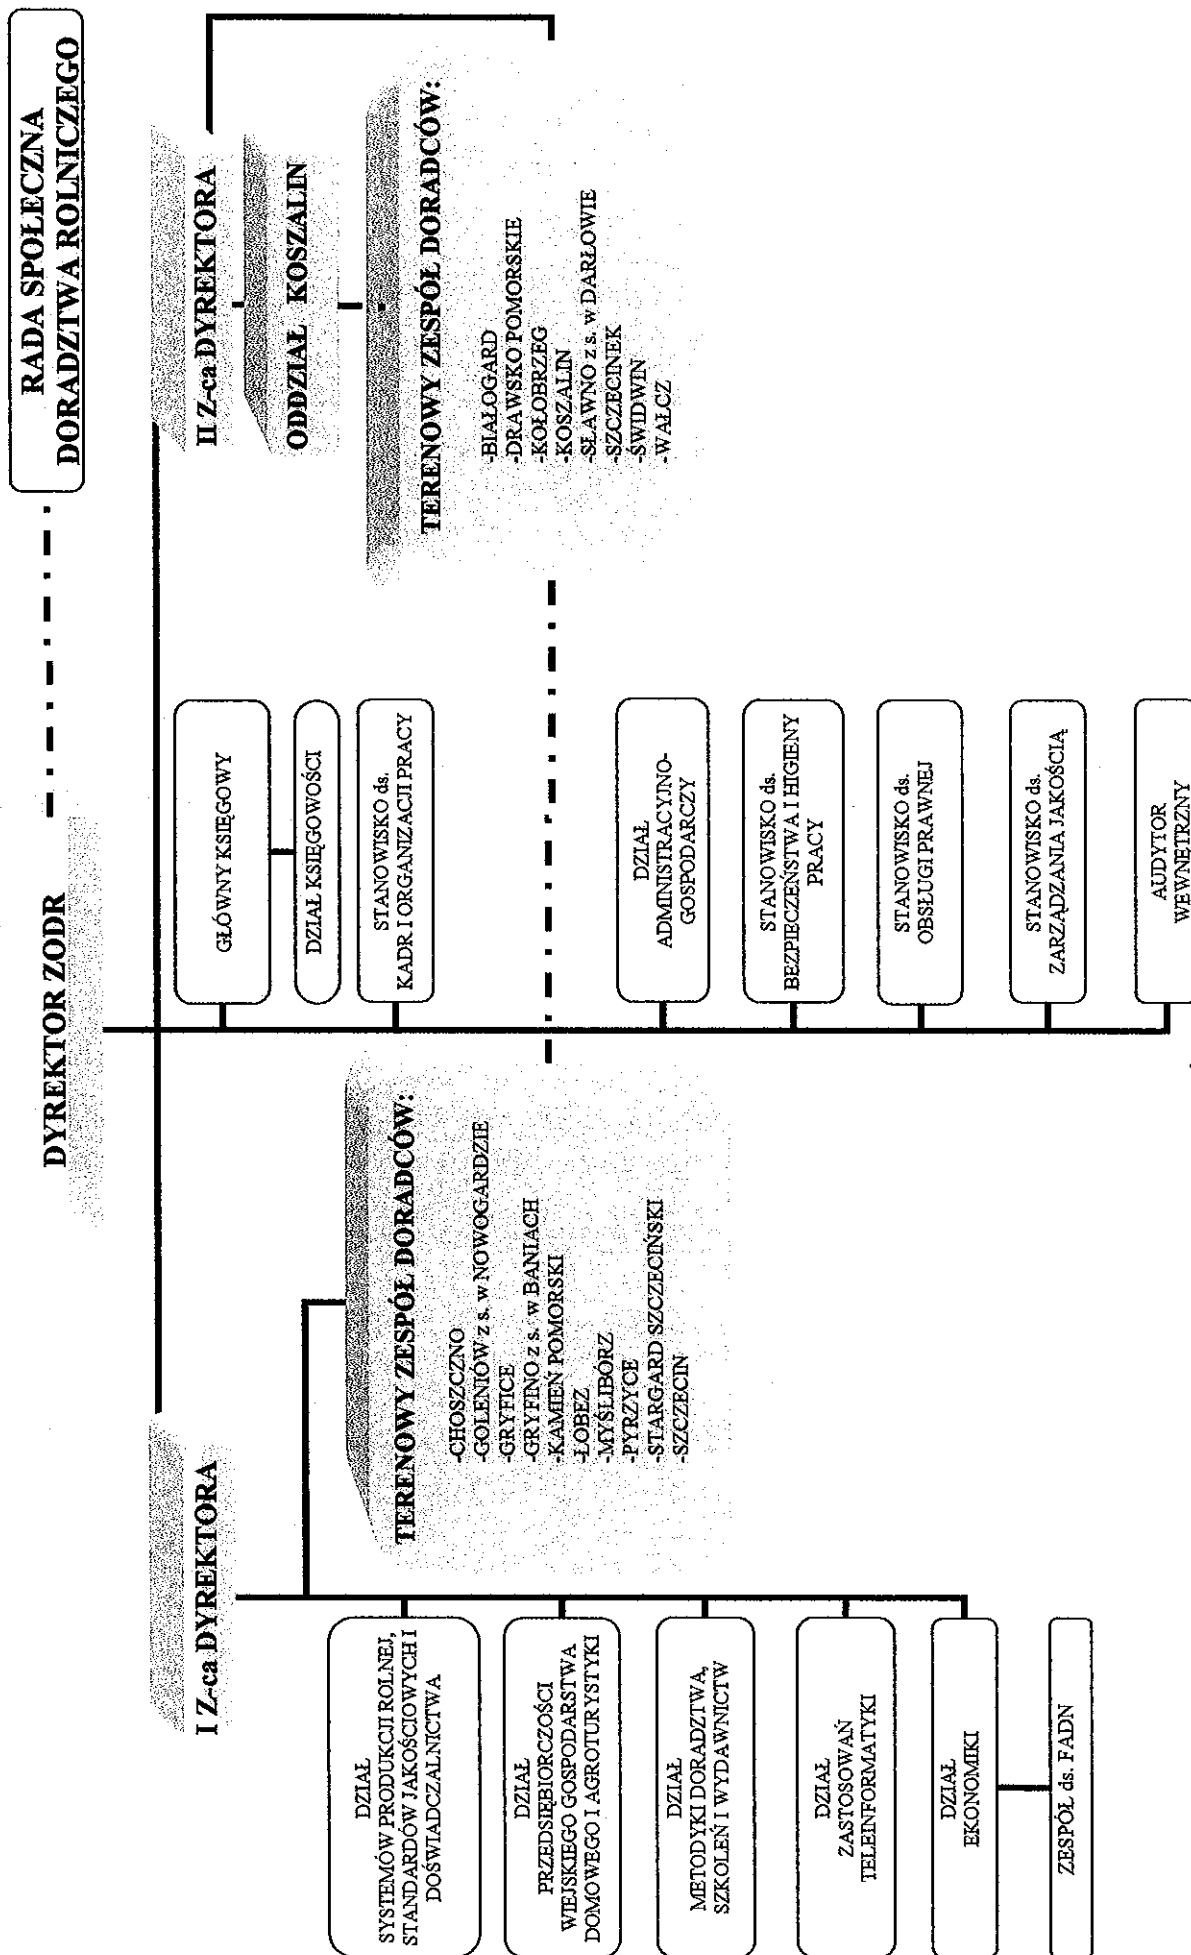 RADA SPOŁECZNA
DORADZTWA ROLNICZEGO
DYREKTOR ZODR
I Z-ca DYREKTORA
II Z-ca DYREKTORA
ODDZIAŁ KOSZALIN
GŁÓWNY KSIĘGOWY
DZIAŁ KSIĘGOWOŚCI
STANOWISKO ds.
KADR I ORGANIZACJI PRACY
DZIAŁ
ADMINISTRACYJNO-
GOSPODARCZY
STANOWISKO ds.
BEZPIECZEŃSTWA I HIGIENY
PRACY
STANOWISKO ds.
OBSŁUGI PRAWNEJ
STANOWISKO ds.
ZARZĄDZANIA JAKOŚCIĄ
AUDYTOR
WEWNĘTRZNY
TERENOWY ZESPÓŁ DORADCÓW:
-CHOSZCZNO
-GOLENIÓW z s. w NOWOGARDZIE
-GRYFICE
-GRYFINO z s. w BANIACH
-KAMIEŃ POMORSKI
-ŁOBEZ
-MYŚLIBÓRZ
-PYRZYCE
-STARGARD SZCZECIŃSKI
-SZCZECIN
TERENOWY ZESPÓŁ DORADCÓW:
-BIAŁOGARD
-DRAWSKO POMORSKIE
-KOŁOBRZEG
-KOSZALIN
-SŁAWNO z s. w DARŁOWIE
-SZCZECINEK
-ŚWIDWIN
-WAŁCZ
DZIAŁ
SYSTEMÓW PRODUKCJI ROLNEJ,
STANDARDÓW JAKOŚCIOWYCH I
DOŚWIADCZALNICTWA
DZIAŁ
PRZEDSIĘBIORCZOŚCI
WIEJSKIEGO GOSPODARSTWA
DOMOWEGO I AGROTURYSTYKI
DZIAŁ
METODYKI DORADZTWA,
SZKOLEŃ I WYDAWNICTW
DZIAŁ
ZASTOSOWAŃ
TELEINFORMATYKI
DZIAŁ
EKONOMIKI
ZESPÓŁ ds. FADN